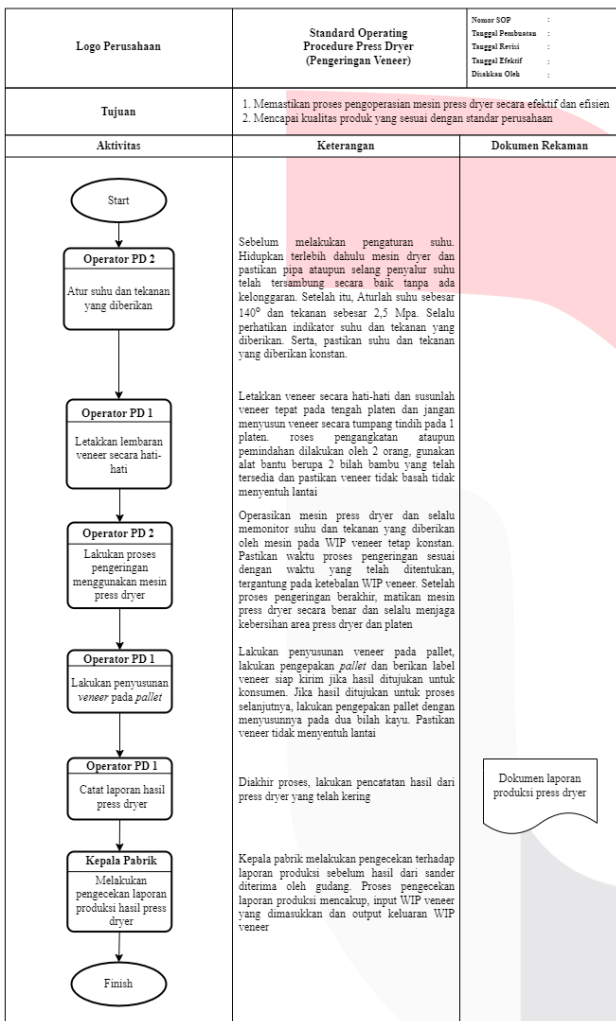 Logo Perusahaan
Standard Operating
Procedure Press Dryer
(Pengeringan Veneer)
Nomor SOP :
Tanggal Pembuatan :
Tanggal Revisi :
Tanggal Efektif :
Disahkan Oleh :
Tujuan
1. Memastikan proses pengoperasian mesin press dryer secara efektif dan efisien
2. Mencapai kualitas produk yang sesuai dengan standar perusahaan
Aktivitas
Keterangan
Dokumen Rekaman
Start
Operator PD 2
Atur suhu dan tekanan
yang diberikan
Sebelum melakukan pengaturan suhu.
Hidupkan terlebih dahulu mesin dryer dan
pastikan pipa ataupun selang penyalur suhu
telah tersambung secara baik tanpa ada
kelonggaran. Setelah itu, Aturlah suhu sebesar
140° dan tekanan sebesar 2,5 Mpa. Selalu
perhatikan indikator suhu dan tekanan yang
diberikan. Serta, pastikan suhu dan tekanan
yang diberikan konstan.
Operator PD 1
Letakkan lembaran
veneer secara hati-
hati
Letakkan veneer secara hati-hati dan susunlah
veneer tepat pada tengah platen dan jangan
menyusun veneer secara tumpang tindih pada 1
platen. roses pengangkatan ataupun
pemindahan dilakukan oleh 2 orang, gunakan
alat bantu berupa 2 bilah bambu yang telah
tersedia dan pastikan veneer tidak basah tidak
menyentuh lantai
Operator PD 2
Lakukan proses
pengeringan
menggunakan mesin
press dryer
Operasikan mesin press dryer dan selalu
memonitor suhu dan tekanan yang diberikan
oleh mesin pada WIP veneer tetap konstan.
Pastikan waktu proses pengeringan sesuai
dengan waktu yang telah ditentukan,
tergantung pada ketebalan WIP veneer. Setelah
proses pengeringan berakhir, matikan mesin
press dryer secara benar dan selalu menjaga
kebersihan area press dryer dan platen
Operator PD 1
Lakukan penyusunan
veneer pada pallet
Lakukan penyusunan veneer pada pallet,
lakukan pengepakan pallet dan berikan label
veneer siap kirim jika hasil ditujukan untuk
konsumen. Jika hasil ditujukan untuk proses
selanjutnya, lakukan pengepakan pallet dengan
menyusunnya pada dua bilah kayu. Pastikan
veneer tidak menyentuh lantai
Operator PD 1
Catat laporan hasil
press dryer
Diakhir proses, lakukan pencatatan hasil dari
press dryer yang telah kering
Dokumen laporan
produksi press dryer
Kepala Pabrik
Melakukan
pengecekan laporan
produksi hasil press
dryer
Kepala pabrik melakukan pengecekan terhadap
laporan produksi sebelum hasil dari sander
diterima oleh gudang. Proses pengecekan
laporan produksi mencakup, input WIP veneer
yang dimasukkan dan output keluaran WIP
veneer
Finish